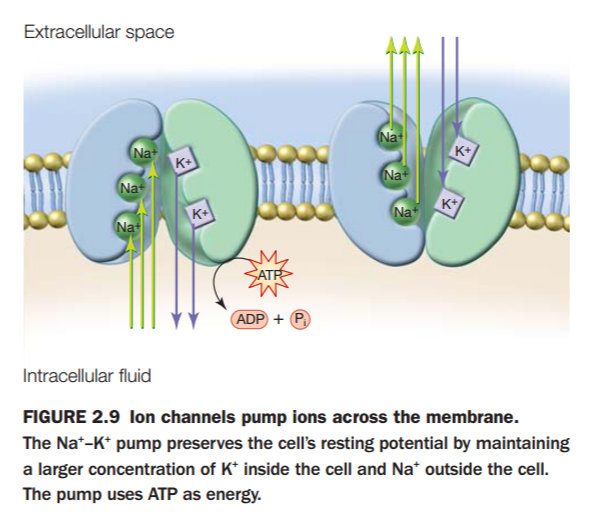 Extracellular space
Na+
K+
Na+
K+
Na+
Na+
K+
Na+
K+
Na+
ATP
ADP + Pi
Intracellular fluid
FIGURE 2.9 Ion channels pump ions across the membrane.
The Na⁺–K⁺ pump preserves the cell's resting potential by maintaining
a larger concentration of K⁺ inside the cell and Na⁺ outside the cell.
The pump uses ATP as energy.